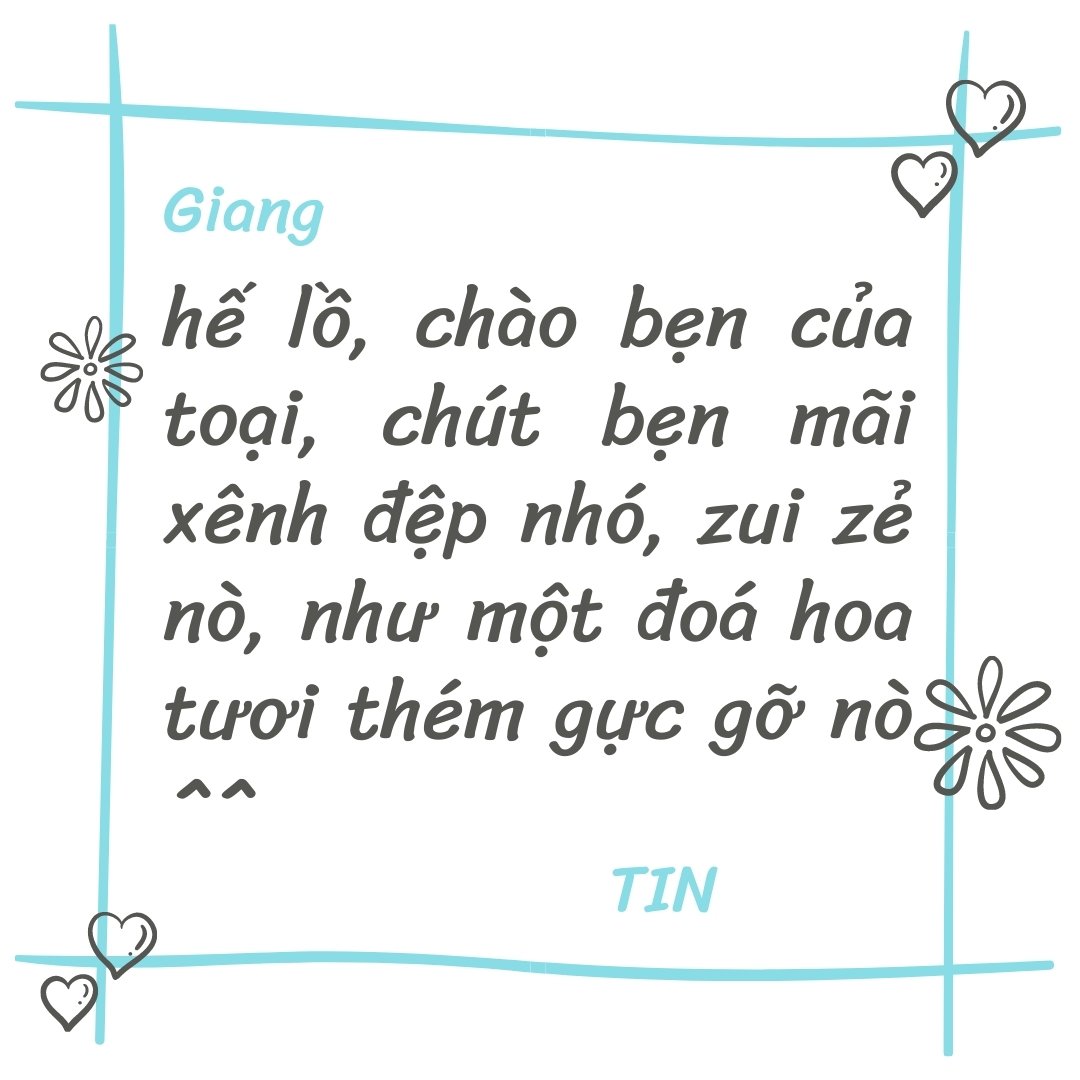 Giang
hế lồ, chào bẹn của
toại, chút bẹn mãi
xênh đệp nhó, zui zẻ
nò, như một đoá hoa
tươi thém gực gỡ nò
^^
TIN